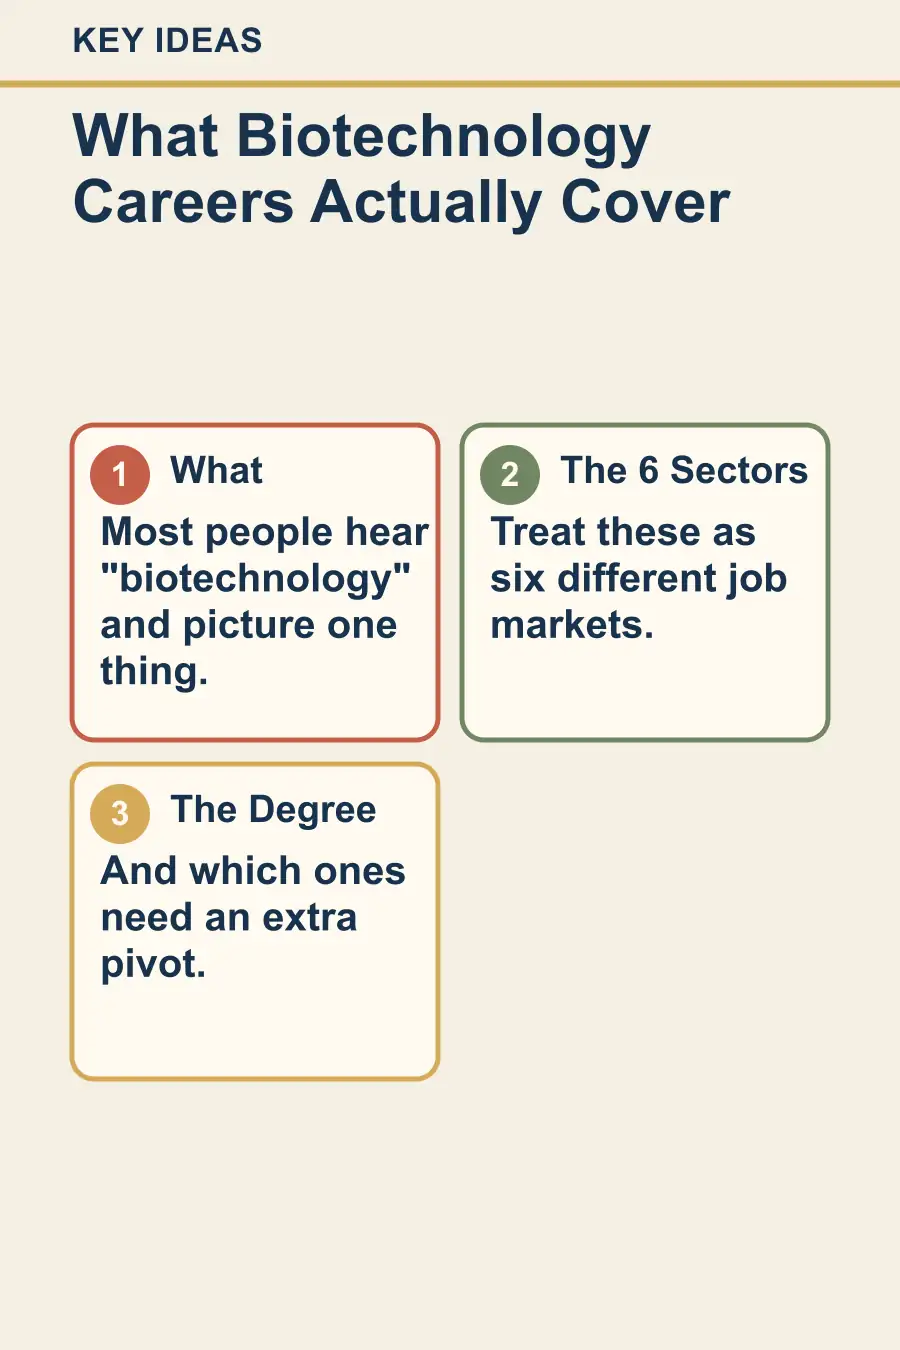 KEY IDEAS
What Biotechnology
Careers Actually Cover
1 What
Most people hear
"biotechnology"
and picture one
thing.
2 The 6 Sectors
Treat these as
six different job
markets.
3 The Degree
And which ones
need an extra
pivot.